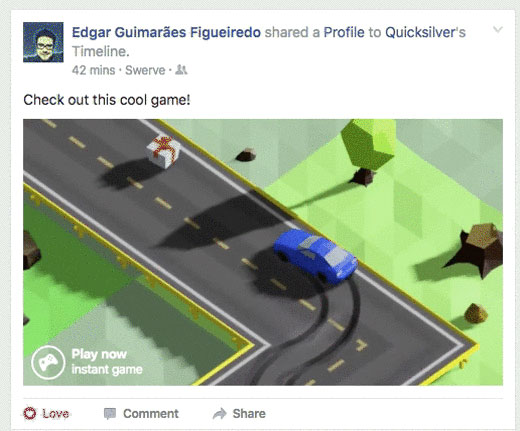 Edgar Guimarães Figueiredo shared a Profile to Quicksilver's
Timeline.
42 mins · Swerve ·
Check out this cool game!
Play now
instant game
Love Comment Share